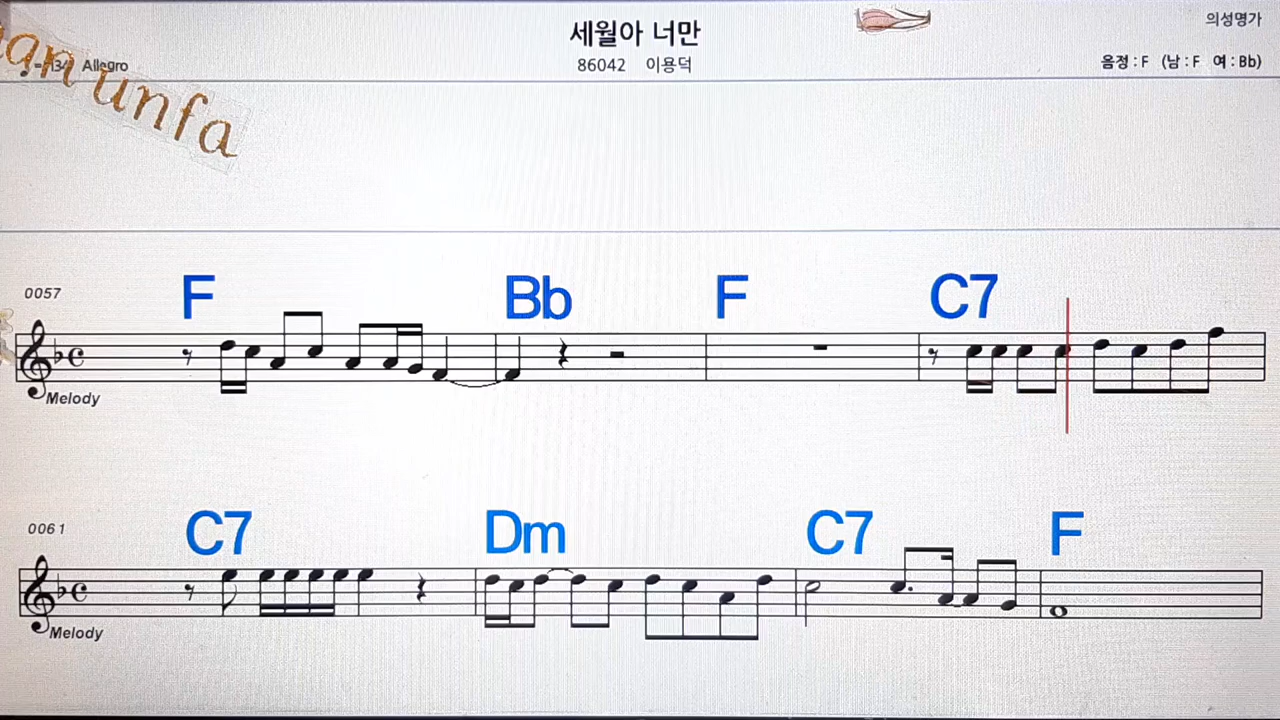 세월아 너만
의성명가
86042 이용덕
음정 : F (남 : F 여 : Bb)
Allegro
unfa
0057
F Bb F C7
Melody
0061
C7 Dm C7 F
Melody